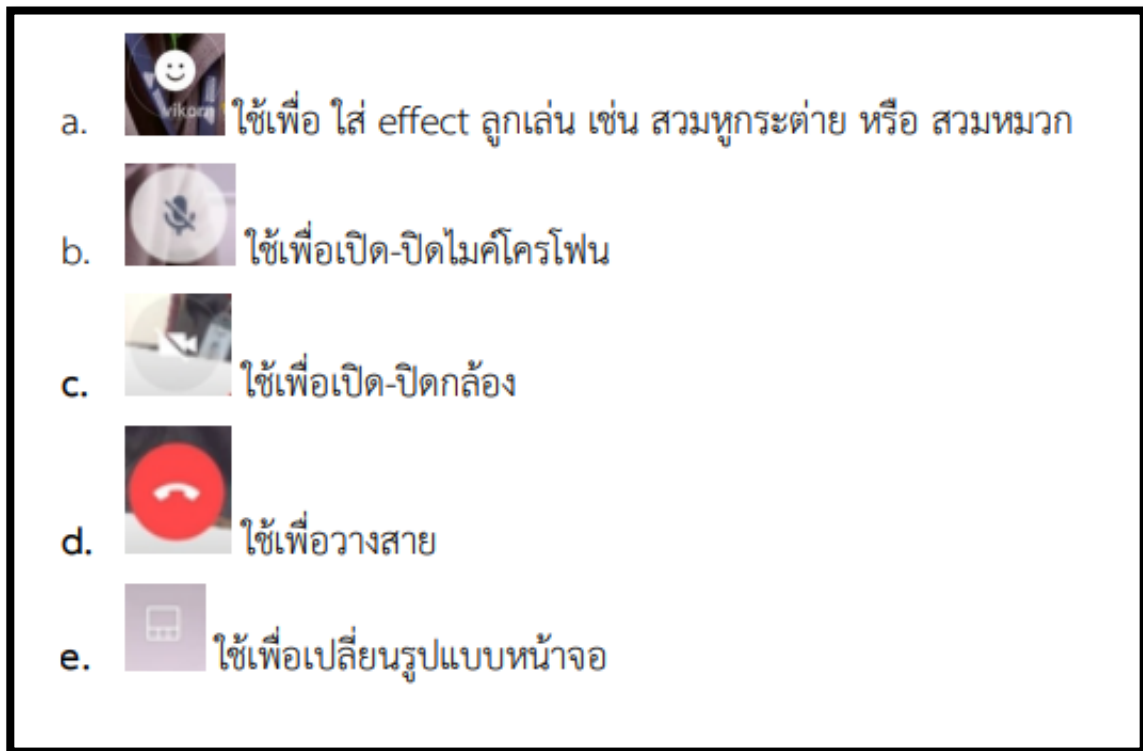 a. vikorn ใช้เพื่อ ใส่ effect ลูกเล่น เช่น สวมหูกระต่าย หรือ สวมหมวก
b. ใช้เพื่อเปิด-ปิดไมค์โครโฟน
c. ใช้เพื่อเปิด-ปิดกล้อง
d. ใช้เพื่อวางสาย
e. ใช้เพื่อเปลี่ยนรูปแบบหน้าจอ